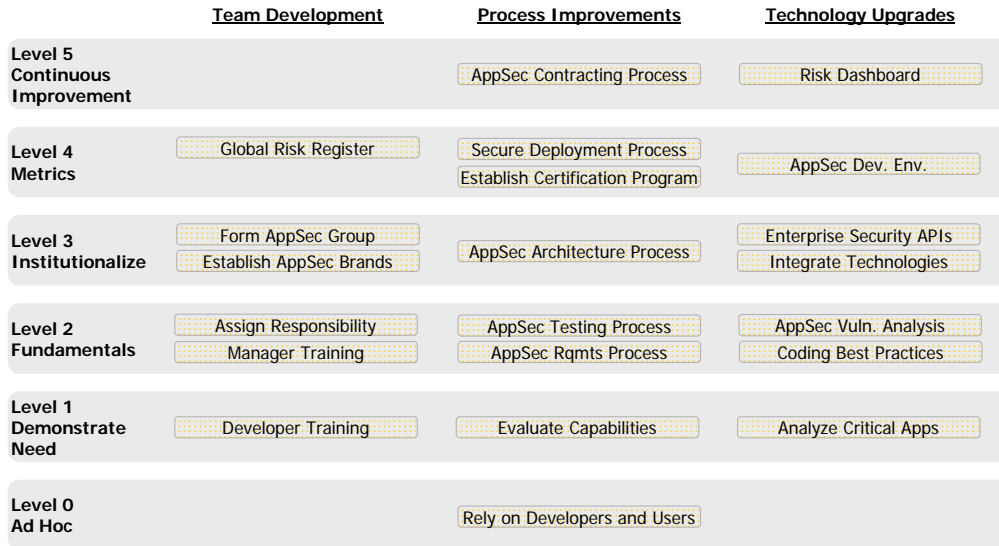 Team Development
Process Improvements
Technology Upgrades
Level 5
Continuous
Improvement
AppSec Contracting Process
Risk Dashboard
Level 4
Metrics
Global Risk Register
Secure Deployment Process
Establish Certification Program
AppSec Dev. Env.
Level 3
Institutionalize
Form AppSec Group
Establish AppSec Brands
AppSec Architecture Process
Enterprise Security APIs
Integrate Technologies
Level 2
Fundamentals
Assign Responsibility
Manager Training
AppSec Testing Process
AppSec Rqmts Process
AppSec Vuln. Analysis
Coding Best Practices
Level 1
Demonstrate
Need
Developer Training
Evaluate Capabilities
Analyze Critical Apps
Level 0
Ad Hoc
Rely on Developers and Users